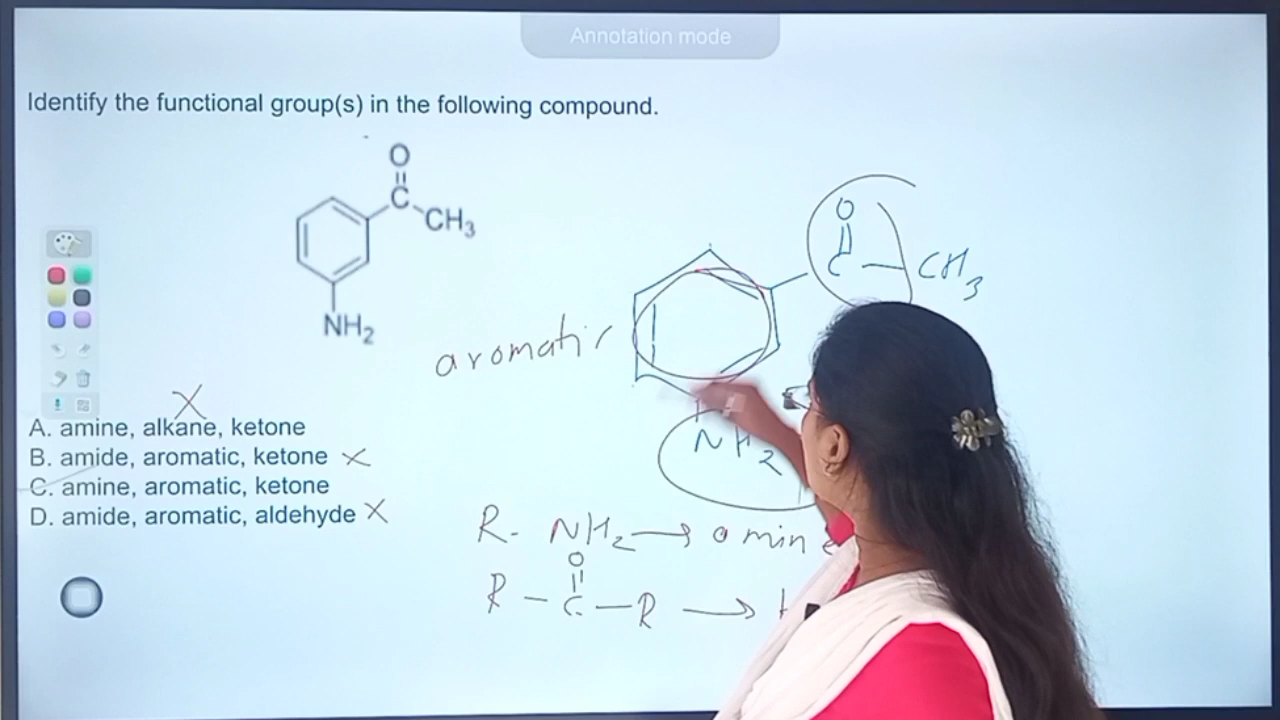 Annotation mode
Identify the functional group(s) in the following compound.
O
C
CH3
NH2
O
C
CH3
aromatic
NH2
A. amine, alkane, ketone
B. amide, aromatic, ketone
C. amine, aromatic, ketone
D. amide, aromatic, aldehyde
R- NH2 → amine
O
R - C - R →